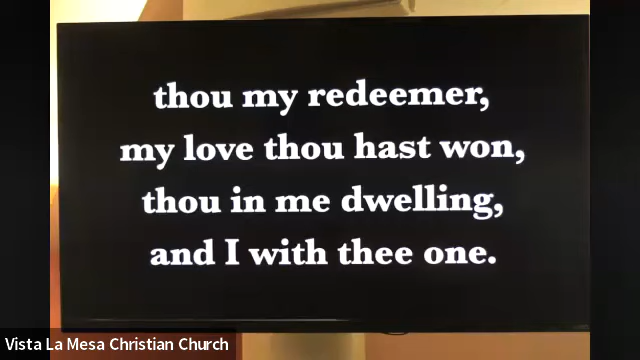 thou my redeemer,
my love thou hast won,
thou in me dwelling,
and I with thee one.
Vista La Mesa Christian Church